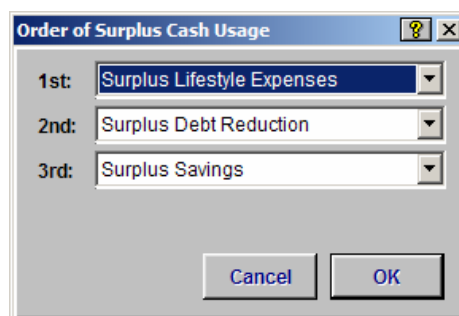 Order of Surplus Cash Usage ?
1st: Surplus Lifestyle Expenses
2nd: Surplus Debt Reduction
3rd: Surplus Savings
Cancel OK